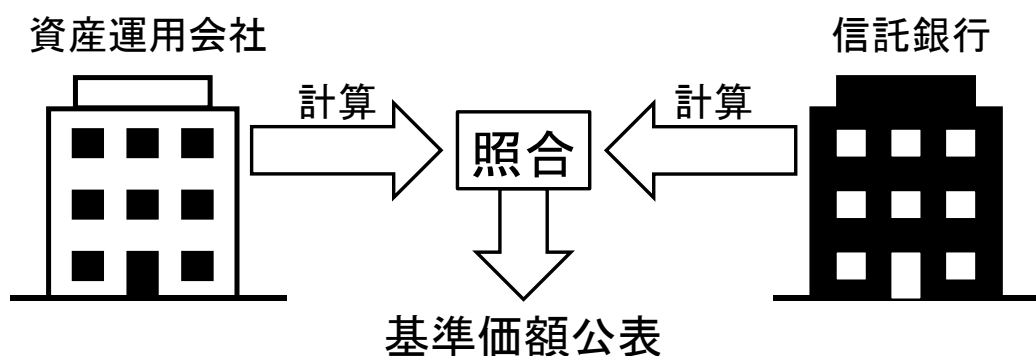 資産運用会社
信託銀行
計算
計算
照合
基準価額公表